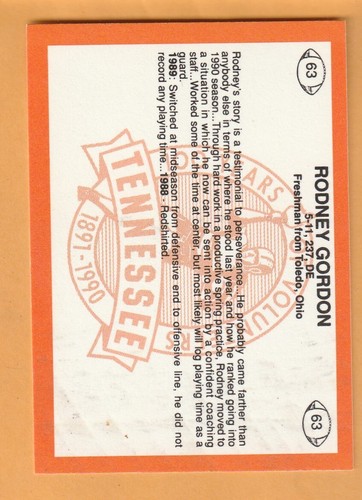 63
RODNEY GORDON
5-11, 237, DE
Freshman from Toledo, Ohio
63
Rodney's story is a testimonial to perseverance...He probably came farther than
anybody else in terms of where he stood last year and how he ranked going into
1990 season...Through hard work in a productive spring practice, Rodney moved to
a situation in which he now can be sent into action by a confident coaching
staff...Worked some of the time at center, but most likely will log playing time as a
guard.
1989: Switched at midseason from defensive end to offensive line, he did not
record any playing time...1988 - Redshirted.
YEARS
VOLU
TENNESSEE
1891-1990